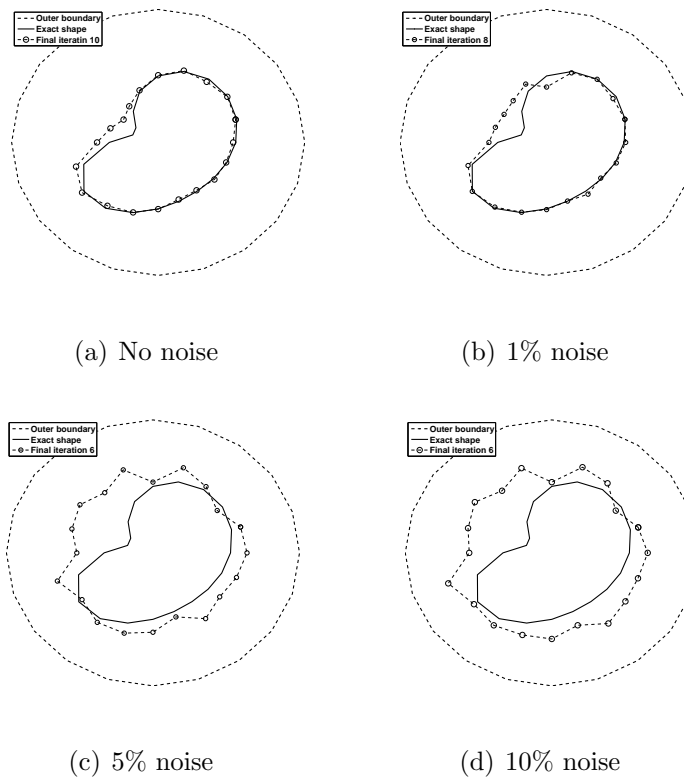 Outer boundary
Exact shape
Final iteratin 10
Outer boundary
Exact shape
Final iteration 8
(a) No noise
(b) 1% noise
Outer boundary
Exact shape
Final iteration 6
Outer boundary
Exact shape
Final iteration 6
(c) 5% noise
(d) 10% noise